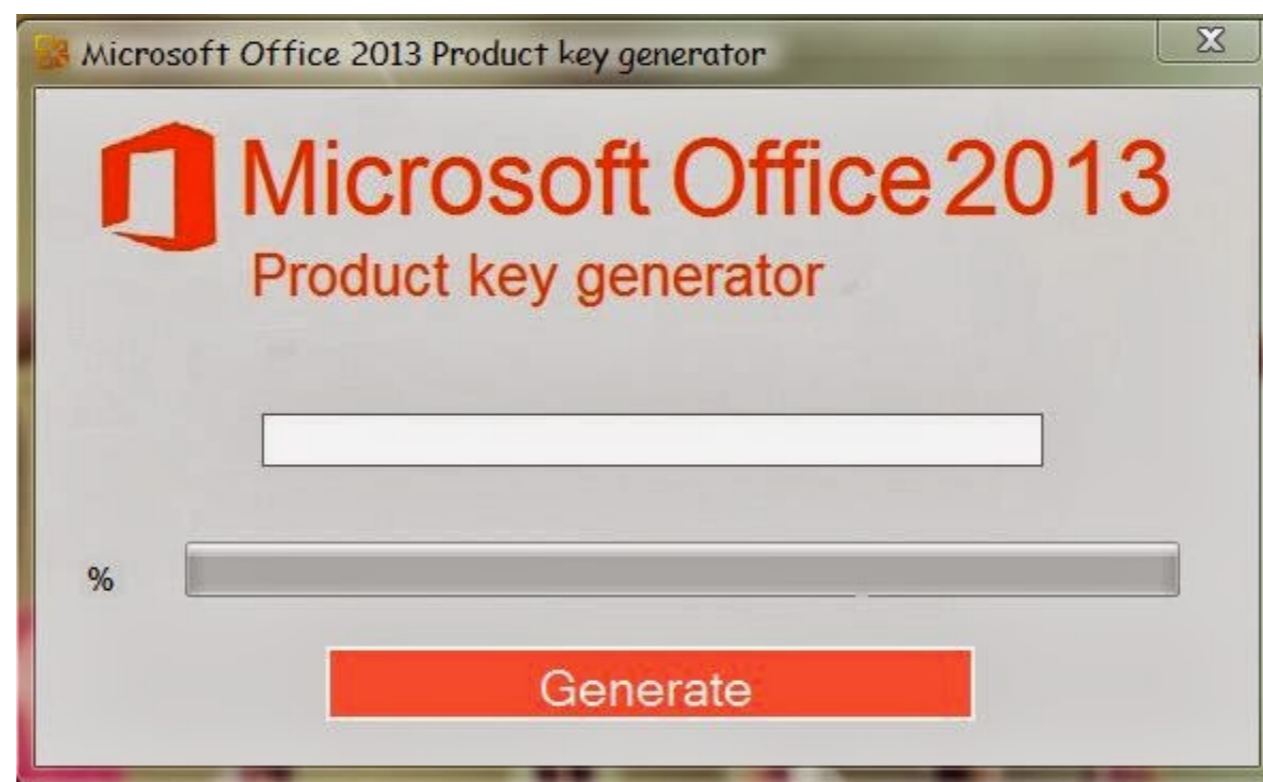 Microsoft Office 2013 Product key generator
Microsoft Office 2013
Product key generator
%
Generate